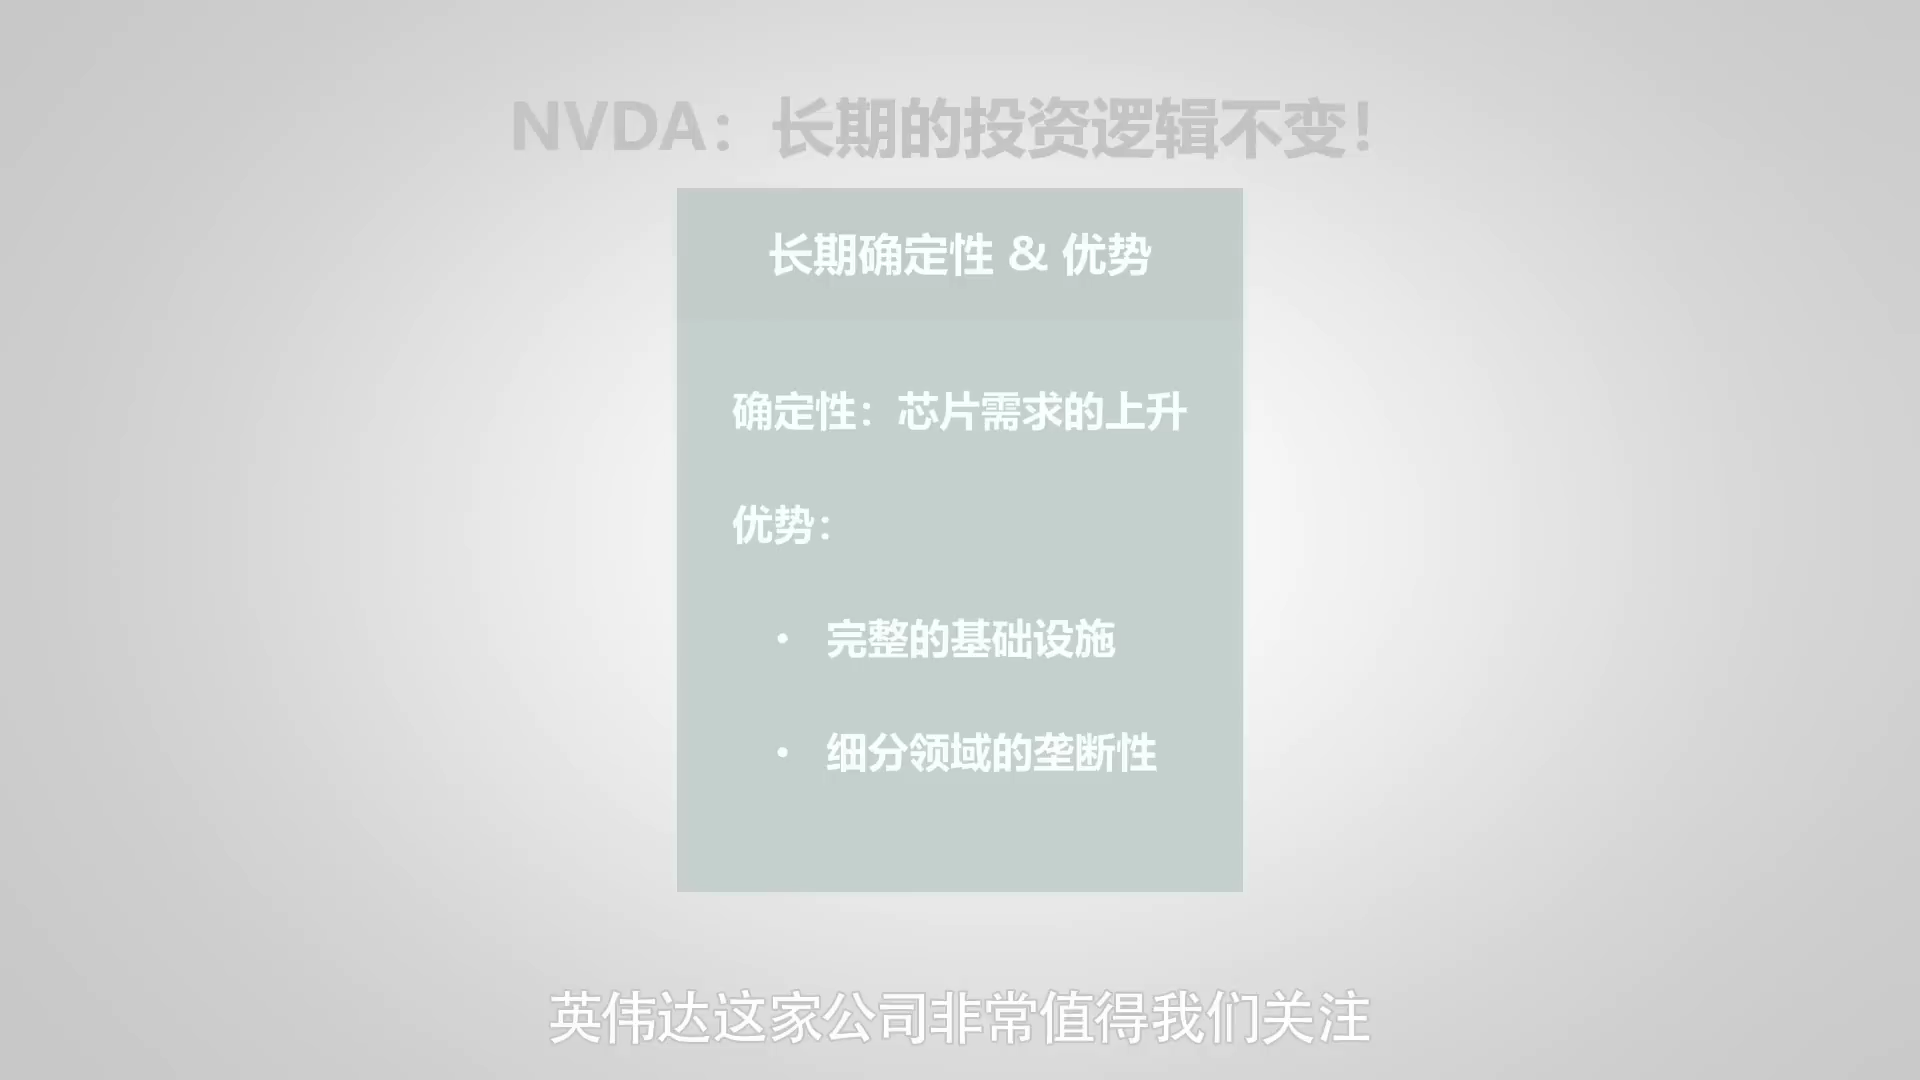 NVDA：长期的投资逻辑不变！
长期确定性 & 优势
确定性：芯片需求的上升
优势：
• 完整的基础设施
• 细分领域的垄断性
英伟达这家公司非常值得我们关注